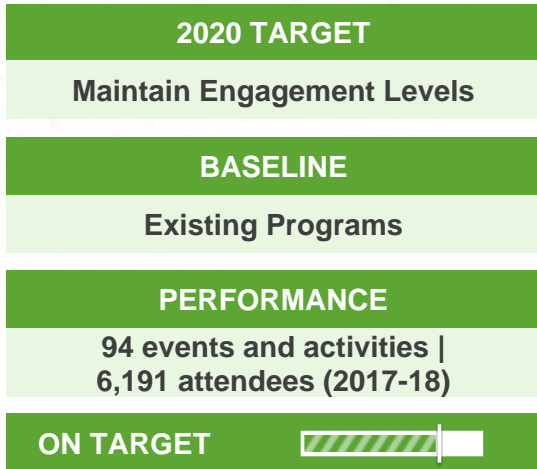 2020 TARGET
Maintain Engagement Levels
BASELINE
Existing Programs
PERFORMANCE
94 events and activities |
6,191 attendees (2017-18)
ON TARGET